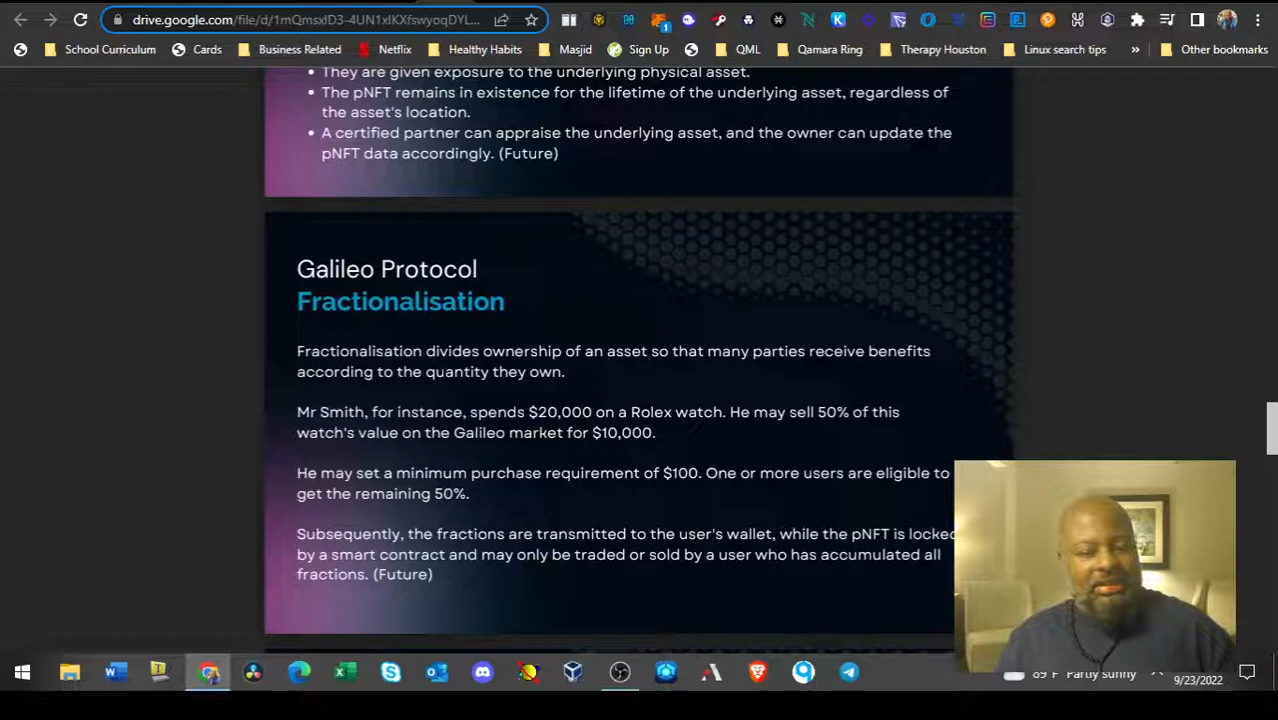 drive.google.com/file/d/1mQmsxID3-4UN1xIKXfswyoqDYL...
School Curriculum
Cards
Business Related
Netflix
Healthy Habits
Masjid
Sign Up
QML
Qamara Ring
Therapy Houston
Linux search tips
»
Other bookmarks
• They are given exposure to the underlying physical asset.
• The pNFT remains in existence for the lifetime of the underlying asset, regardless of
the asset's location.
• A certified partner can appraise the underlying asset, and the owner can update the
pNFT data accordingly. (Future)
Galileo Protocol
Fractionalisation
Fractionalisation divides ownership of an asset so that many parties receive benefits
according to the quantity they own.
Mr Smith, for instance, spends $20,000 on a Rolex watch. He may sell 50% of this
watch's value on the Galileo market for $10,000.
He may set a minimum purchase requirement of $100. One or more users are eligible to
get the remaining 50%.
Subsequently, the fractions are transmitted to the user's wallet, while the pNFT is locked
by a smart contract and may only be traded or sold by a user who has accumulated all
fractions. (Future)
89°F Partly sunny
9/23/2022